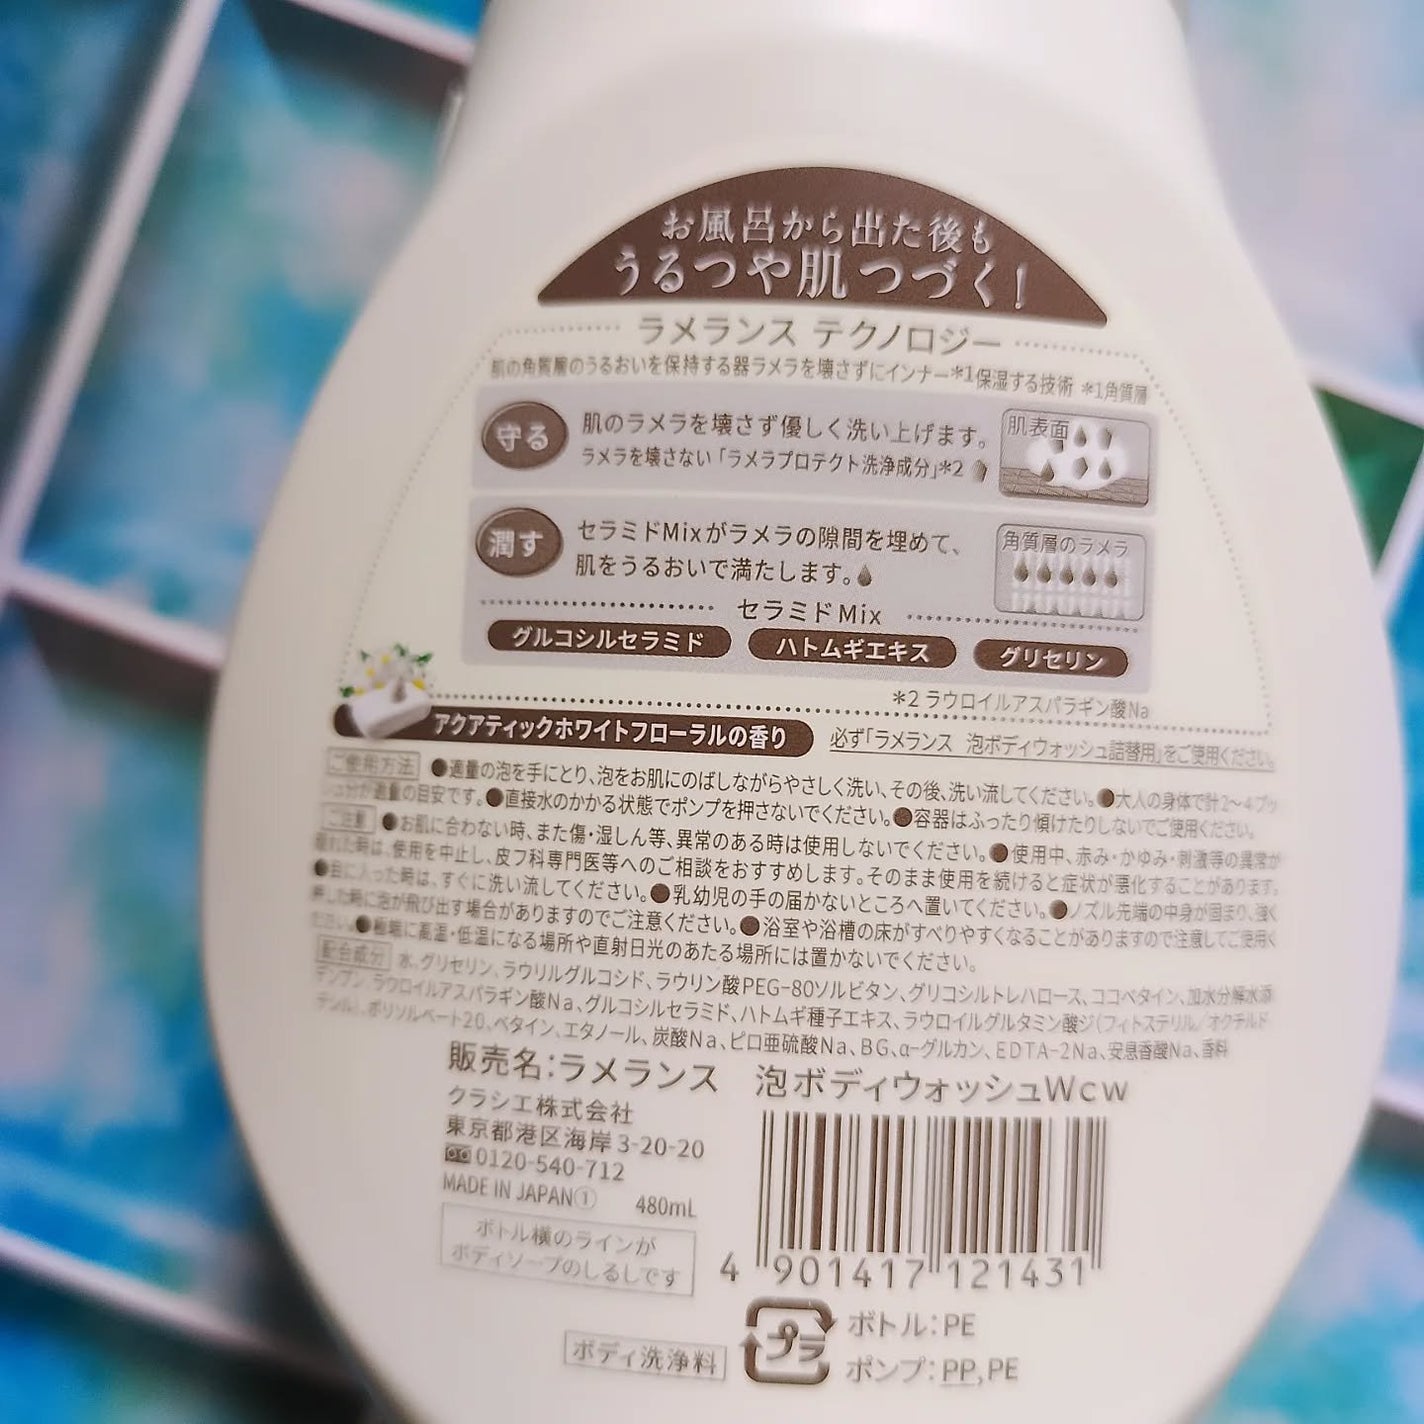 お風呂から出た後も
うるつや肌つづく!
ラメランス テクノロジー
肌の角質層のうるおいを保持する器ラメラを壊さずにインナー*1保湿する技術 *1角質層
守る
肌のラメラを壊さず優しく洗い上げます。
ラメラを壊さない「ラメラプロテクト洗浄成分」*2
肌表面
潤す
セラミドMixがラメラの隙間を埋めて、
肌をうるおいで満たします。
角質層のラメラ
セラミドMix
グルコシルセラミド ハトムギエキス グリセリン
*2 ラウロイルアスパラギン酸Na
アクアティックホワイトフローラルの香り 必ず「ラメランス 泡ボディウォッシュ詰替用」をご使用ください。
ご使用方法 ●適量の泡を手にとり、泡をお肌にのばしながらやさしく洗い、その後、洗い流してください。●大人の身体で計2〜4プッ
シュ分が適量の目安です。●直接水のかかる状態でポンプを押さないでください。●容器はふったり傾けたりしないでご使用ください。
ご注意 ●お肌に合わない時、また傷・湿しん等、異常のある時は使用しないでください。●使用中、赤み・かゆみ・刺激等の異常が
現れた時は、使用を中止し、皮フ科専門医等へのご相談をおすすめします。そのまま使用を続けると症状が悪化することがあります。
●目に入った時は、すぐに洗い流してください。●乳幼児の手の届かないところへ置いてください。●ノズル先端の中身が固まり、強く
押した時に泡が飛び出す場合がありますのでご注意ください。●浴室や浴槽の床がすべりやすくなることがありますので注意してご使用く
ださい。●極端に高温・低温になる場所や直射日光のあたる場所には置かないでください。
配合成分 水、グリセリン、ラウリルグルコシド、ラウリン酸PEG-80ソルビタン、グリコシルトレハロース、ココベタイン、加水分解水添
デンプン、ラウロイルアスパラギン酸Na、グルコシルセラミド、ハトムギ種子エキス、ラウロイルグルタミン酸ジ(フィトステリル/オクチルド
デシル)、ポリソルベート20、ベタイン、エタノール、炭酸Na、ピロ亜硫酸Na、BG、α-グルカン、EDTA-2Na、安息香酸Na、香料
販売名:ラメランス 泡ボディウォッシュWcw
クラシエ株式会社
東京都港区海岸3-20-20
0120-540-712
MADE IN JAPAN① 480mL
ボトル横のラインが
ボディソープのしるしです
4 901417 121431
ボディ洗浄料
プラ
ボトル:PE
ポンプ:PP,PE